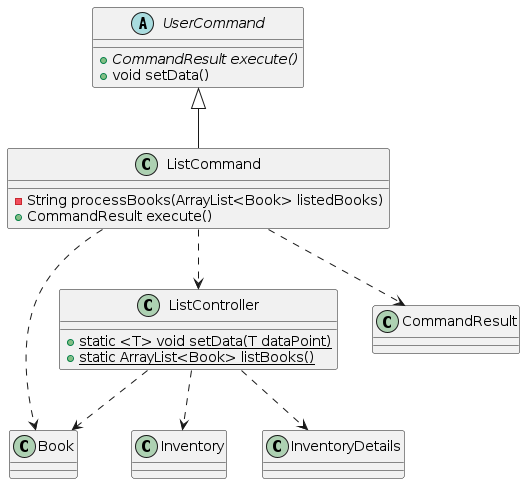 A UserCommand
CommandResult execute()
void setData()
C ListCommand
String processBooks(ArrayList<Book> listedBooks)
CommandResult execute()
C ListController
static <T> void setData(T dataPoint)
static ArrayList<Book> listBooks()
C CommandResult
C Book
C Inventory
C InventoryDetails